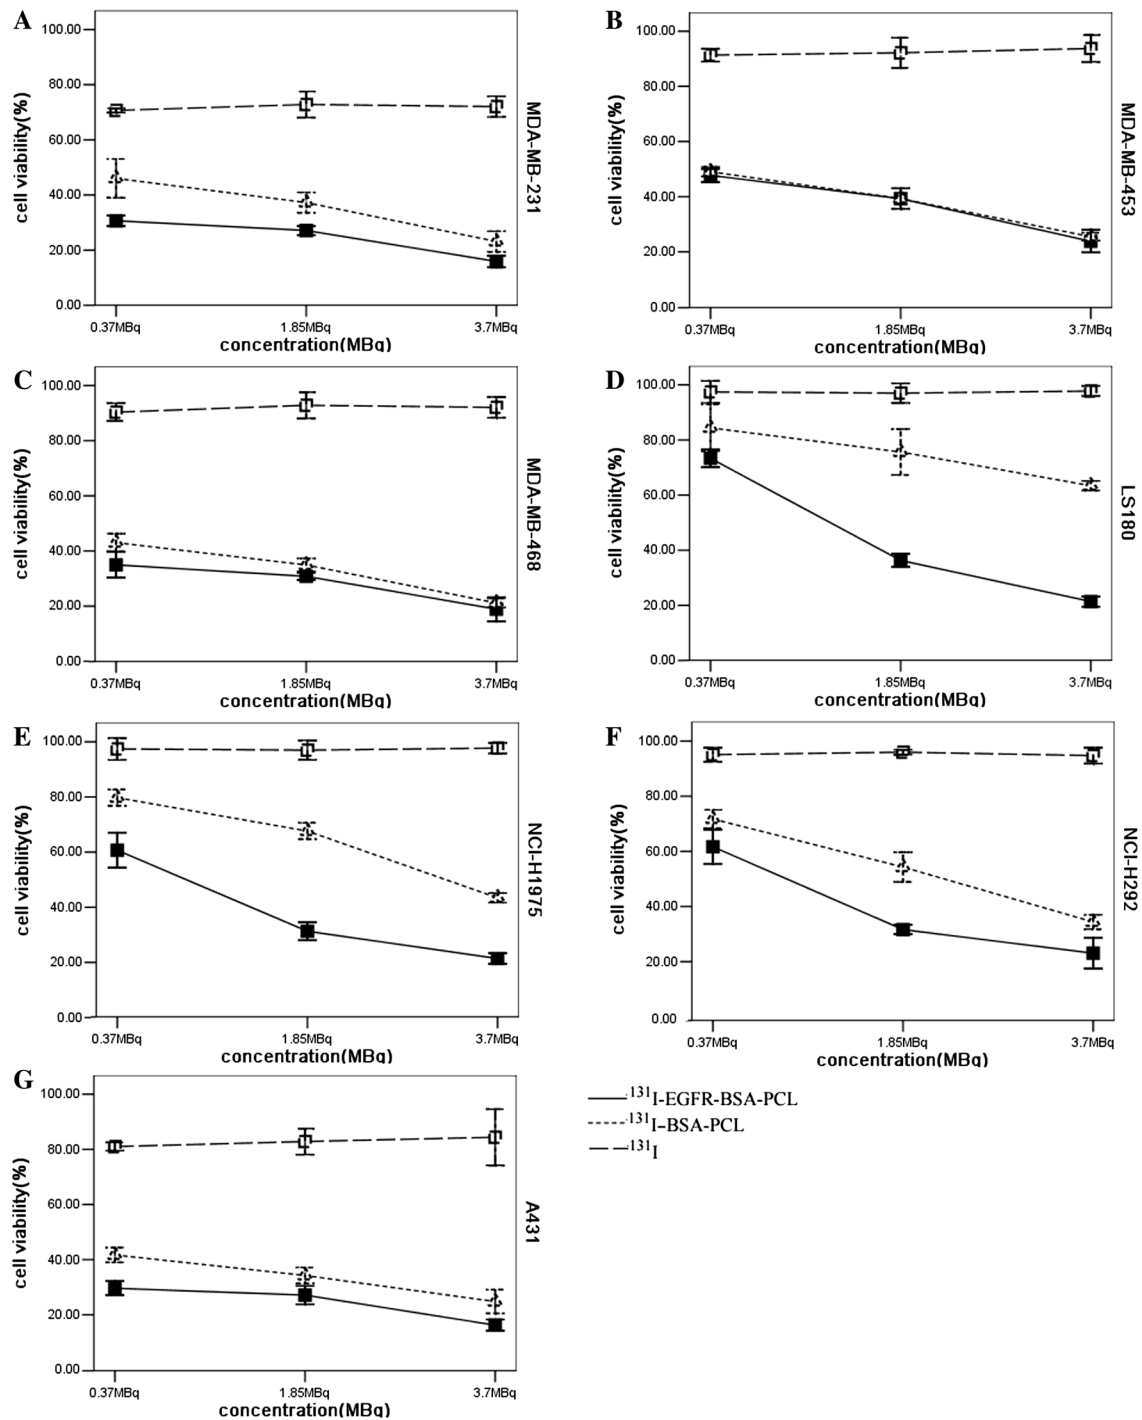 A
100.00
80.00
60.00
40.00
20.00
0.00
cell viability(%)
MDA-MB-231
0.37MBq 1.85MBq 3.7MBq
concentration(MBq)
B
100.00
80.00
60.00
40.00
20.00
0.00
cell viability(%)
MDA-MB-453
0.37MBq 1.85MBq 3.7MBq
concentration(MBq)
C
100.00
80.00
60.00
40.00
20.00
0.00
cell viability(%)
MDA-MB-468
0.37MBq 1.85MBq 3.7MBq
concentration(MBq)
D
100.00
80.00
60.00
40.00
20.00
0.00
cell viability(%)
LS180
0.37MBq 1.85MBq 3.7MBq
concentration(MBq)
E
100.00
80.00
60.00
40.00
20.00
0.00
cell viability(%)
NCI-H1975
0.37MBq 1.85MBq 3.7MBq
concentration(MBq)
F
100.00
80.00
60.00
40.00
20.00
0.00
cell viability(%)
NCI-H292
0.37MBq 1.85MBq 3.7MBq
concentration(MBq)
G
100.00
80.00
60.00
40.00
20.00
0.00
cell viability(%)
A431
0.37MBq 1.85MBq 3.7MBq
concentration(MBq)
¹³¹I-EGFR-BSA-PCL
¹³¹I-BSA-PCL
¹³¹I